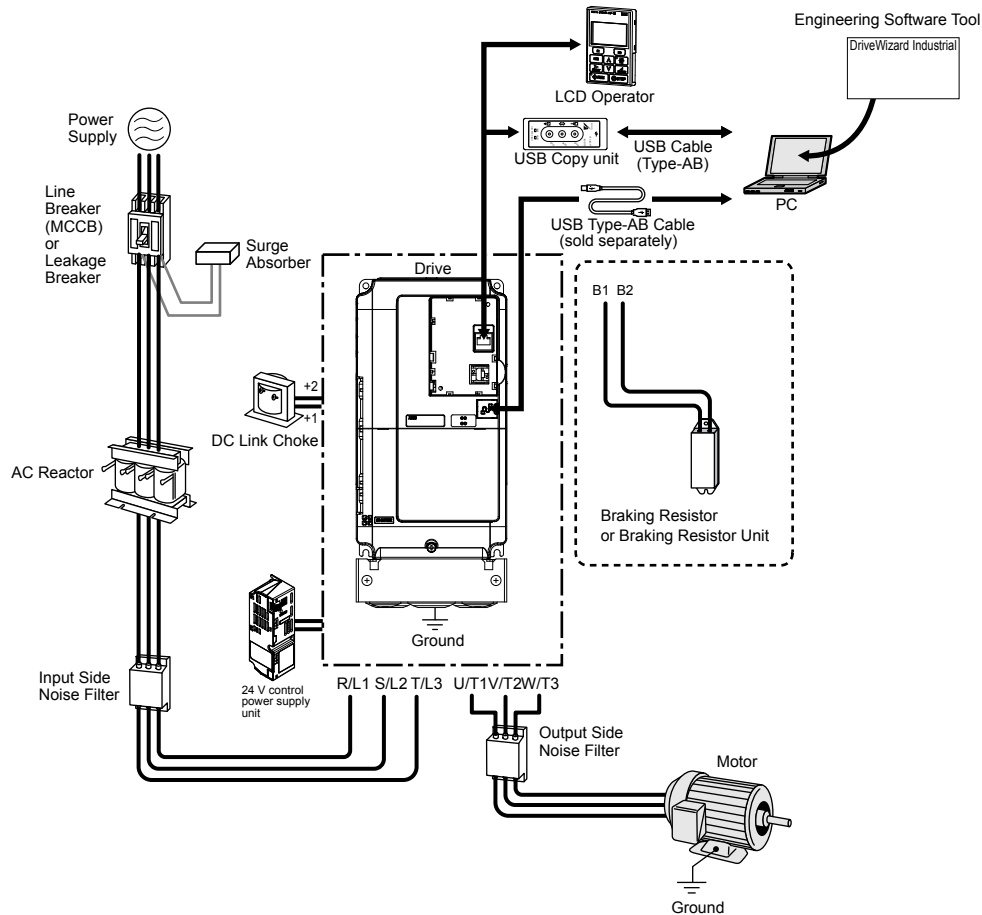 Engineering Software Tool
DriveWizard Industrial
LCD Operator
Power
Supply
USB Copy unit
USB Cable
(Type-AB)
PC
USB Type-AB Cable
(sold separately)
Line
Breaker
(MCCB)
or
Leakage
Breaker
Surge
Absorber
Drive
B1 B2
+2
+1
DC Link Choke
AC Reactor
Braking Resistor
or Braking Resistor Unit
Ground
Input Side
Noise Filter
24 V control
power supply
unit
R/L1 S/L2 T/L3 U/T1V/T2W/T3
Output Side
Noise Filter
Motor
Ground